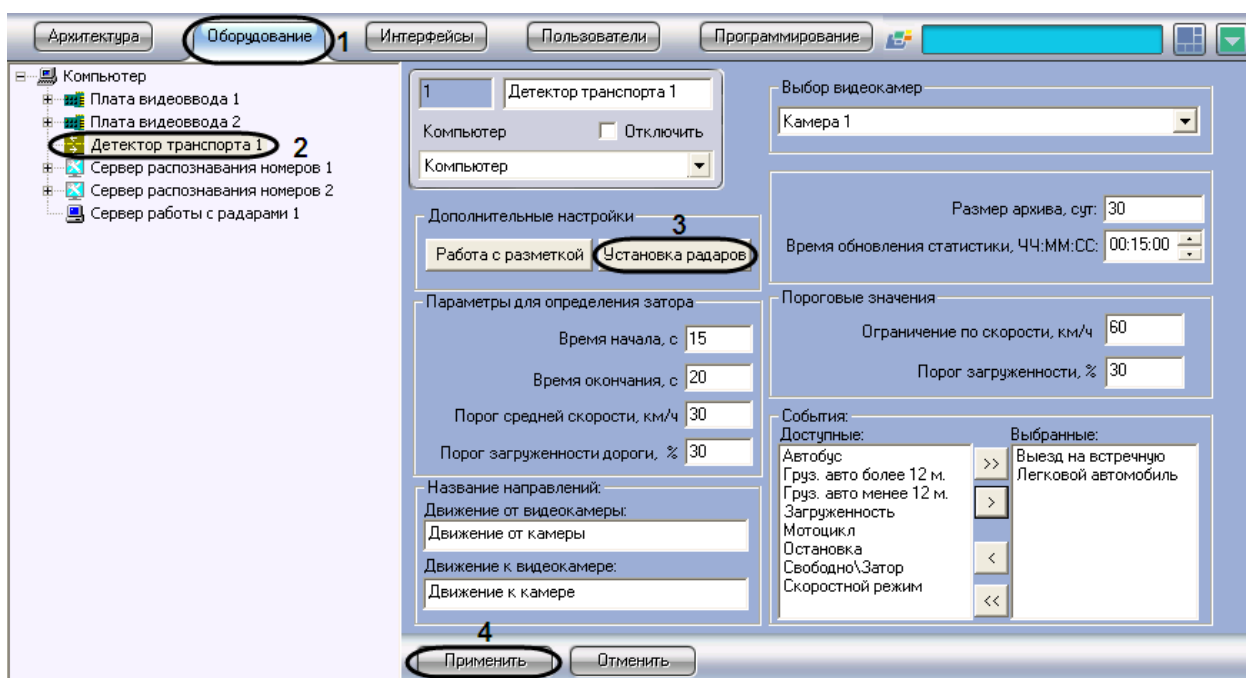 Архитектура Оборудование 1 Интерфейсы Пользователи Программирование
Компьютер
Плата видеоввода 1
Плата видеоввода 2
Детектор транспорта 1 2
Сервер распознавания номеров 1
Сервер распознавания номеров 2
Сервер работы с радарами 1
1 Детектор транспорта 1
Компьютер Отключить
Компьютер
Дополнительные настройки
3
Работа с разметкой Установка радаров
Параметры для определения затора
Время начала, с 15
Время окончания, с 20
Порог средней скорости, км/ч 30
Порог загруженности дороги, % 30
Название направлений:
Движение от видеокамеры:
Движение от камеры
Движение к видеокамере:
Движение к камере
Выбор видеокамер
Камера 1
Размер архива, сут: 30
Время обновления статистики, ЧЧ:ММ:СС: 00:15:00
Пороговые значения
Ограничение по скорости, км/ч 60
Порог загруженности, % 30
События:
Доступные: Выбранные:
Автобус
Груз. авто более 12 м.
Груз. авто менее 12 м.
Загруженность
Мотоцикл
Остановка
Свободно\Затор
Скоростной режим
>>
>
<
<<
Выезд на встречную
Легковой автомобиль
4
Применить Отменить